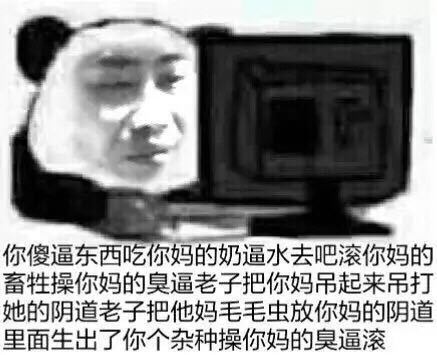 你傻逼东西吃你妈的奶逼水去吧滚你妈的
畜牲操你妈的臭逼老子把你妈吊起来吊打
她的阴道老子把他妈毛毛虫放你妈的阴道
里面生出了你个杂种操你妈的臭逼滚